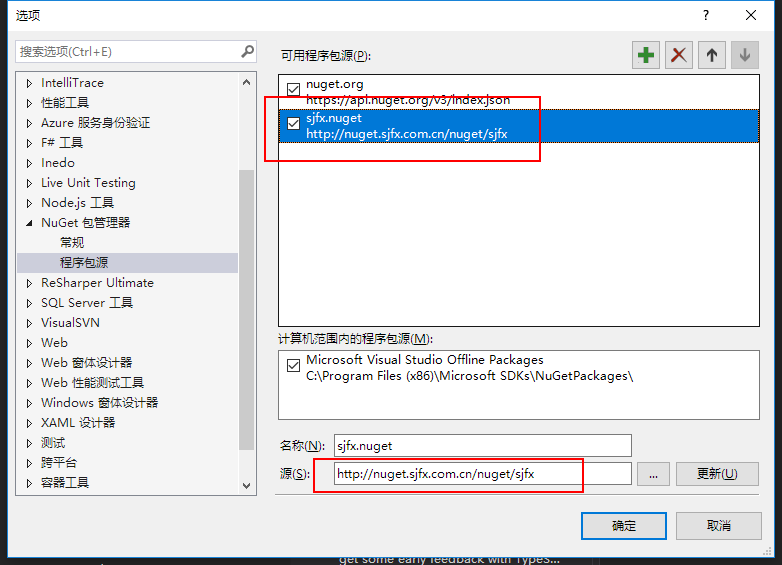 选项
?
搜索选项(Ctrl+E)
IntelliTrace
性能工具
Azure 服务身份验证
F# 工具
Inedo
Live Unit Testing
Node.js 工具
NuGet 包管理器
常规
程序包源
ReSharper Ultimate
SQL Server 工具
VisualSVN
Web
Web 窗体设计器
Web 性能测试工具
Windows 窗体设计器
XAML 设计器
测试
跨平台
容器工具
可用程序包源(P):
nuget.org
https://api.nuget.org/v3/index.json
sjfx.nuget
http://nuget.sjfx.com.cn/nuget/sjfx
计算机范围内的程序包源(M):
Microsoft Visual Studio Offline Packages
C:\Program Files (x86)\Microsoft SDKs\NuGetPackages\
名称(N): sjfx.nuget
源(S): http://nuget.sjfx.com.cn/nuget/sjfx ... 更新(U)
确定 取消
get some early feedback with TypeS...